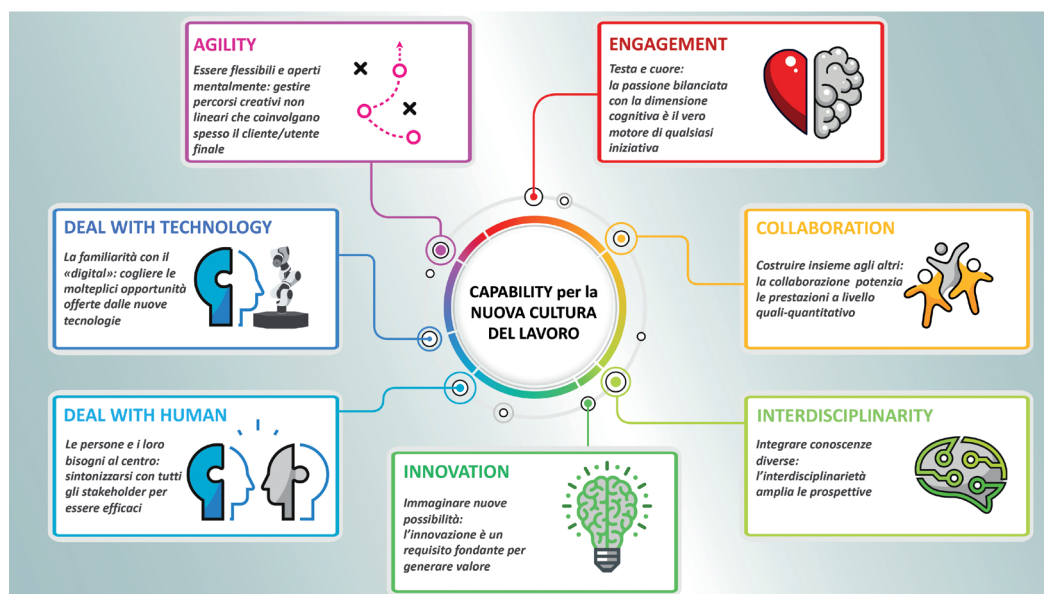 AGILITY
Essere flessibili e aperti
mentalmente: gestire
percorsi creativi non
lineari che coinvolgano
spesso il cliente/utente
finale
ENGAGEMENT
Testa e cuore:
la passione bilanciata
con la dimensione
cognitiva è il vero
motore di qualsiasi
iniziativa
DEAL WITH TECHNOLOGY
La familiarità con il
«digital»: cogliere le
molteplici opportunità
offerte dalle nuove
tecnologie
CAPABILITY per la
NUOVA CULTURA
DEL LAVORO
COLLABORATION
Costruire insieme agli altri:
la collaborazione potenzia
le prestazioni a livello
quali-quantitativo
DEAL WITH HUMAN
Le persone e i loro
bisogni al centro:
sintonizzarsi con tutti
gli stakeholder per
essere efficaci
INNOVATION
Immaginare nuove
possibilità:
l’innovazione è un
requisito fondante per
generare valore
INTERDISCIPLINARITY
Integrare conoscenze
diverse:
l’interdisciplinarietà
amplia le prospettive